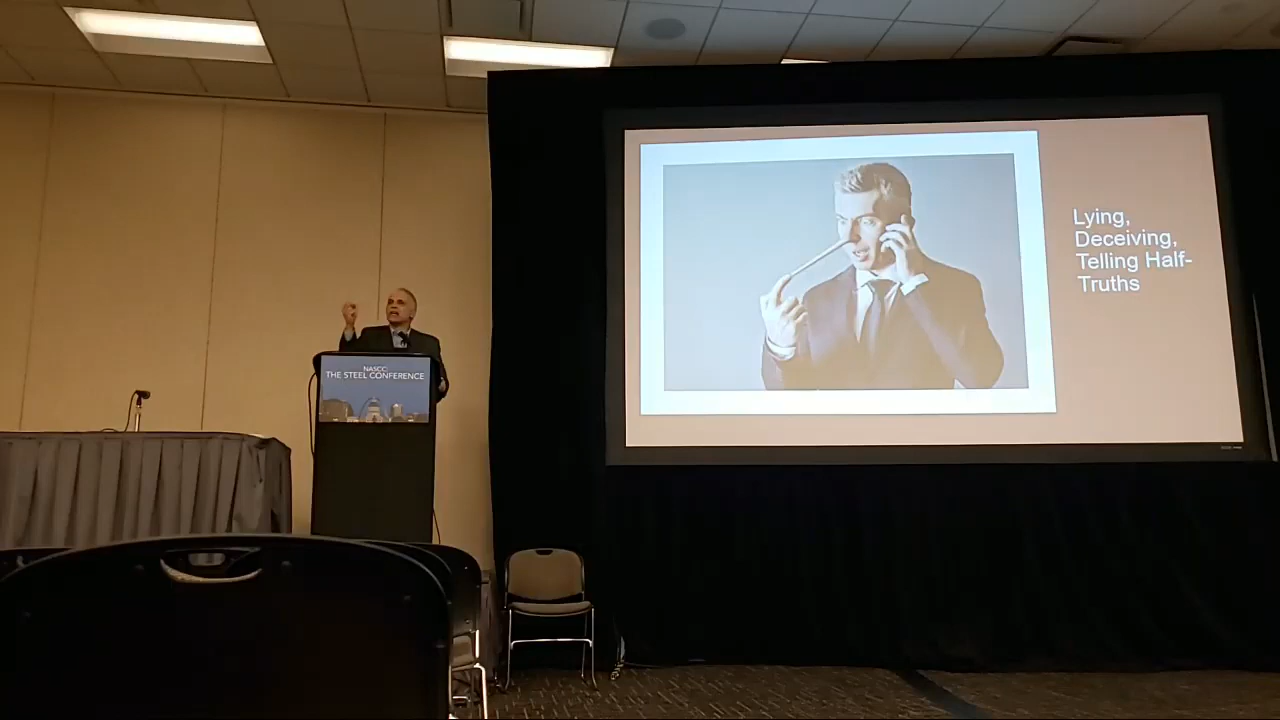 NASCC:
THE STEEL CONFERENCE
Lying,
Deceiving,
Telling Half-
Truths